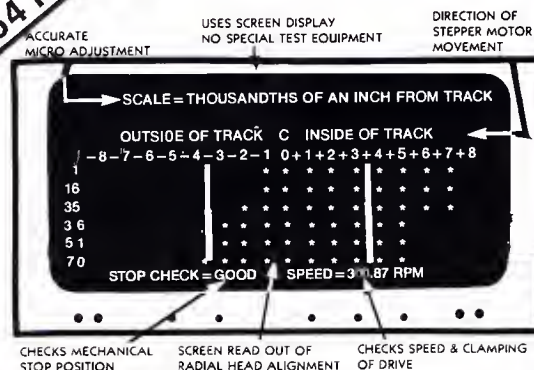 64
ACCURATE
MICRO ADJUSTMENT
USES SCREEN DISPLAY
NO SPECIAL TEST EQUIPMENT
DIRECTION OF
STEPPER MOTOR
MOVEMENT
SCALE=THOUSANDTHS OF AN INCH FROM TRACK
OUTSIDE OF TRACK C INSIDE OF TRACK
-8-7-6-5-4-3-2-1 0+1+2+3+4+5+6+7+8
1 * * * * * * * * *
16 * * * * * * * * *
35 * * * * * * * * * *
36 * * * * * * * * *
51 * * * * * * * * *
70 * * * * * * * * * *
STOP CHECK=GOOD SPEED= RPM
CHECKS MECHANICAL
STOP POSITION
SCREEN READ OUT OF
RADIAL HEAD ALIGNMENT
CHECKS SPEED & CLAMPING
OF DRIVE